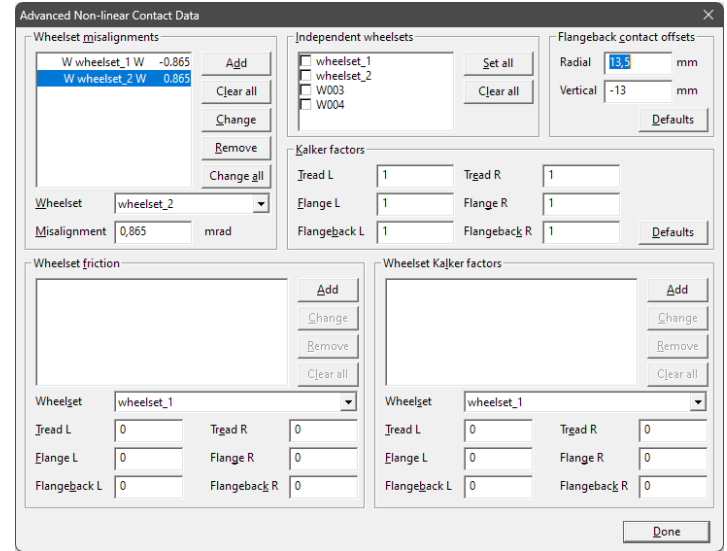 Advanced Non-linear Contact Data
Wheelset misalignments
W wheelset_1 W -0.865
W wheelset_2 W 0.865
Add
Clear all
Change
Remove
Change all
Wheelset wheelset_2
Misalignment 0,865 mrad
Independent wheelsets
wheelset_1
wheelset_2
W003
W004
Set all
Clear all
Flangeback contact offsets
Radial 13,5 mm
Vertical -13 mm
Defaults
Kalker factors
Tread L 1 Tread R 1
Flange L 1 Flange R 1
Flangeback L 1 Flangeback R 1 Defaults
Wheelset friction
Add
Change
Remove
Clear all
Wheelset wheelset_1
Tread L 0 Tread R 0
Flange L 0 Flange R 0
Flangeback L 0 Flangeback R 0
Wheelset Kalker factors
Add
Change
Remove
Clear all
Wheelset wheelset_1
Tread L 0 Tread R 0
Flange L 0 Flange R 0
Flangeback L 0 Flangeback R 0
Done